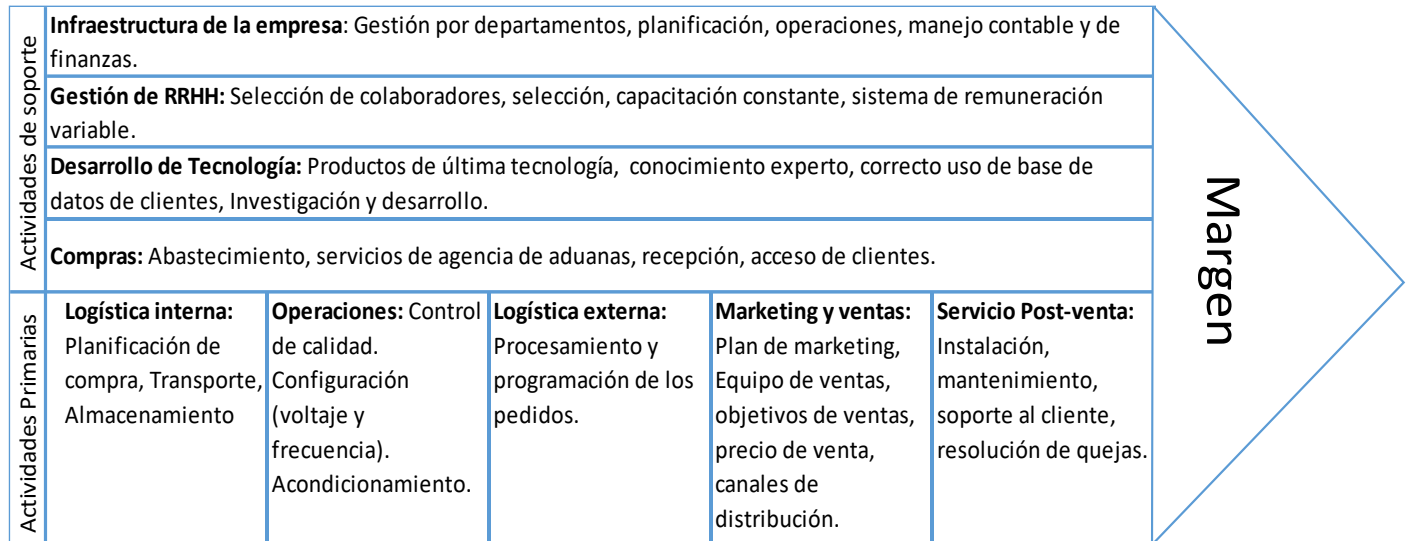 Actividades de soporte
Infraestructura de la empresa: Gestión por departamentos, planificación, operaciones, manejo contable y de
finanzas.
Gestión de RRHH: Selección de colaboradores, selección, capacitación constante, sistema de remuneración
variable.
Desarrollo de Tecnología: Productos de última tecnología, conocimiento experto, correcto uso de base de
datos de clientes, Investigación y desarrollo.
Compras: Abastecimiento, servicios de agencia de aduanas, recepción, acceso de clientes.
Actividades Primarias
Logística interna:
Planificación de
compra, Transporte,
Almacenamiento
Operaciones: Control
de calidad.
Configuración
(voltaje y
frecuencia).
Acondicionamiento.
Logística externa:
Procesamiento y
programación de los
pedidos.
Marketing y ventas:
Plan de marketing,
Equipo de ventas,
objetivos de ventas,
precio de venta,
canales de
distribución.
Servicio Post-venta:
Instalación,
mantenimiento,
soporte al cliente,
resolución de quejas.
Margen